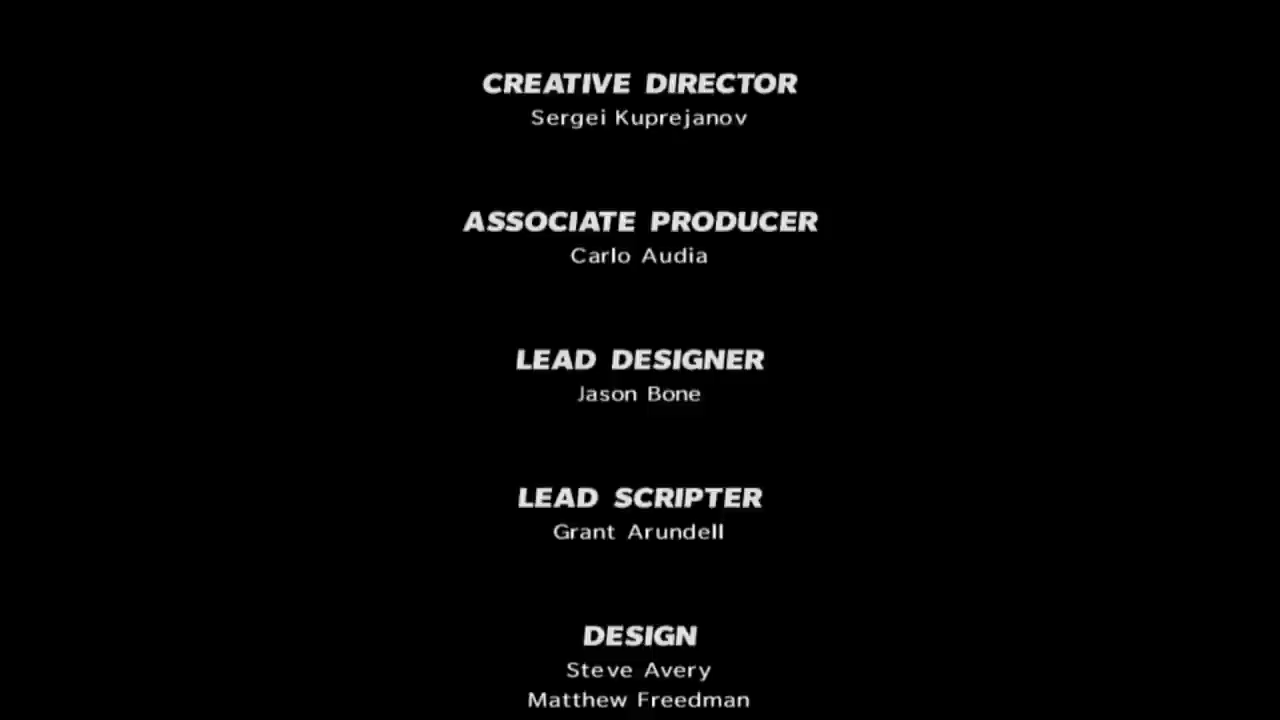 CREATIVE DIRECTOR
Sergei Kuprejanov
ASSOCIATE PRODUCER
Carlo Audia
LEAD DESIGNER
Jason Bone
LEAD SCRIPTER
Grant Arundell
DESIGN
Steve Avery
Matthew Freedman